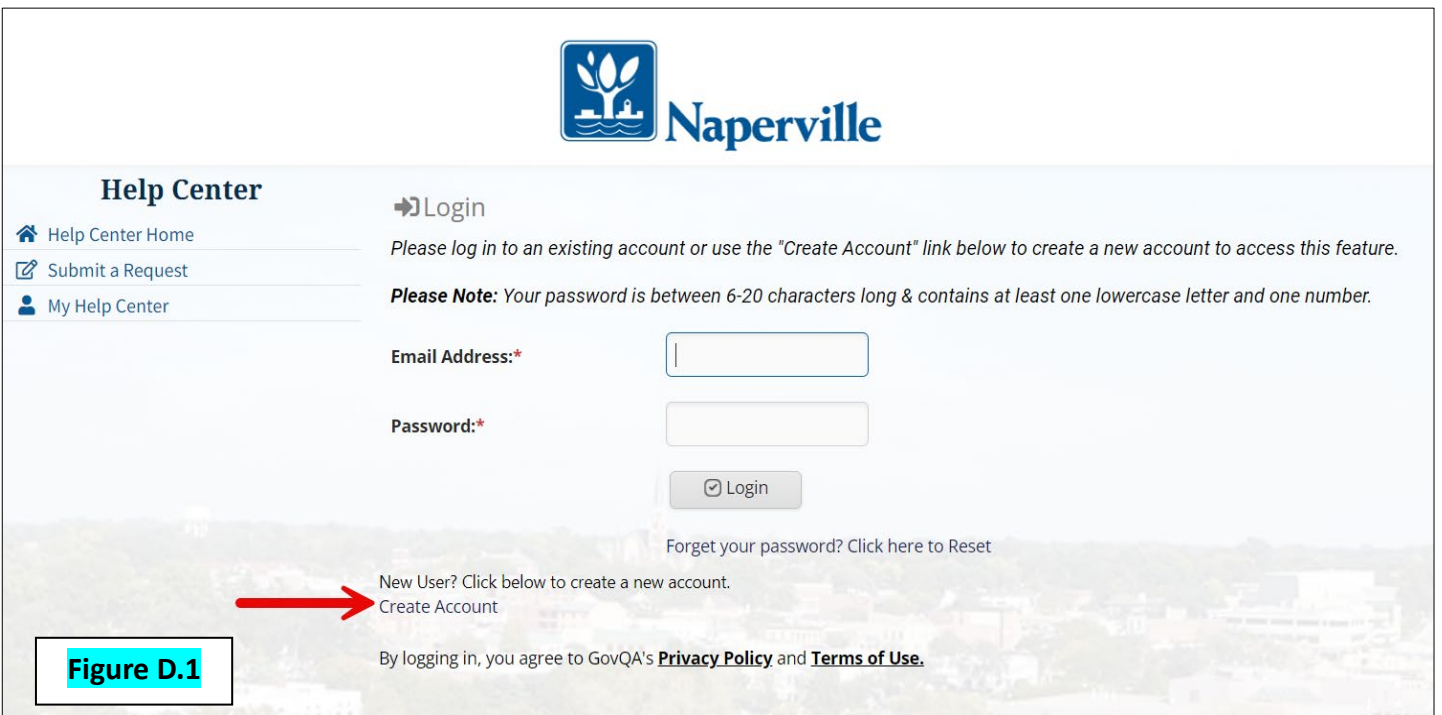 Naperville
Help Center
Help Center Home
Submit a Request
My Help Center
Login
Please log in to an existing account or use the "Create Account" link below to create a new account to access this feature.
Please Note: Your password is between 6-20 characters long & contains at least one lowercase letter and one number.
Email Address:*
Password:*
Login
Forget your password? Click here to Reset
New User? Click below to create a new account.
Create Account
By logging in, you agree to GovQA's Privacy Policy and Terms of Use.
Figure D.1